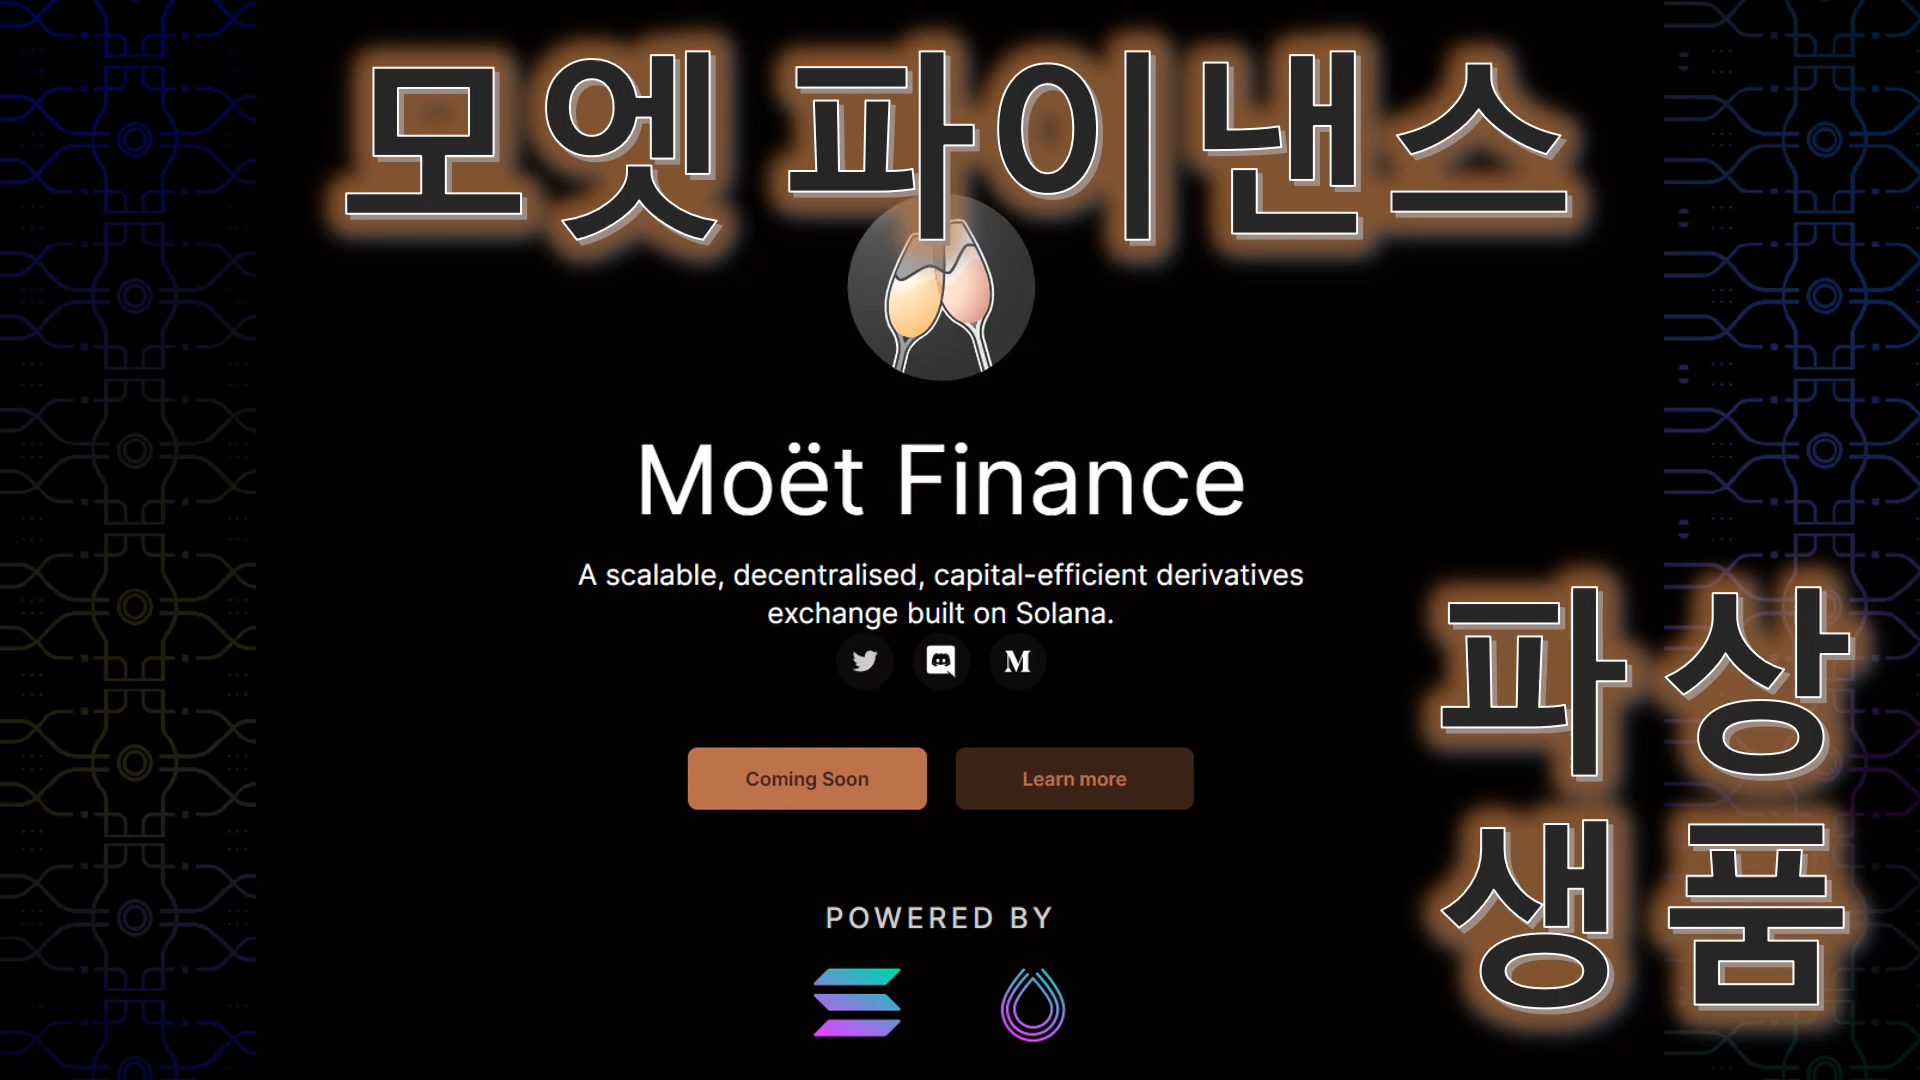 모엣 파이낸스
Moët Finance
A scalable, decentralised, capital-efficient derivatives
exchange built on Solana.
M
Coming Soon
Learn more
파상
생품
POWERED BY